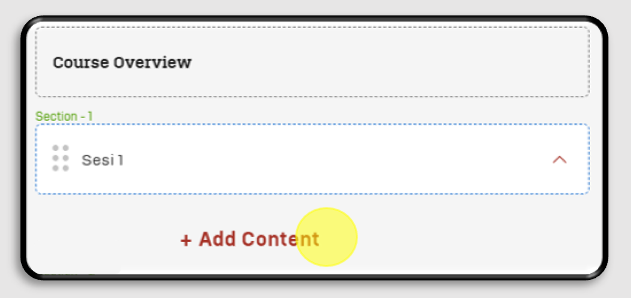 Course Overview
Section - 1
Sesi 1
+ Add Content